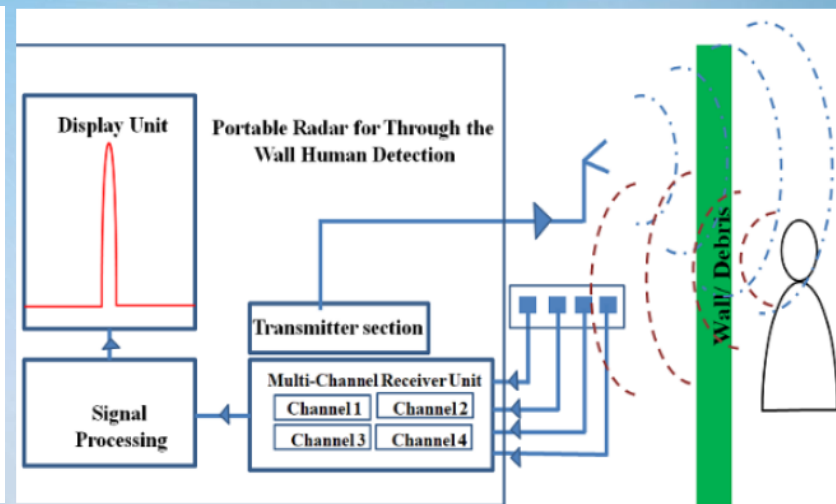 Display Unit
Portable Radar for Through the
Wall Human Detection
Wall/ Debris
Transmitter section
Multi-Channel Receiver Unit
Channel 1
Channel 2
Channel 3
Channel 4
Signal
Processing